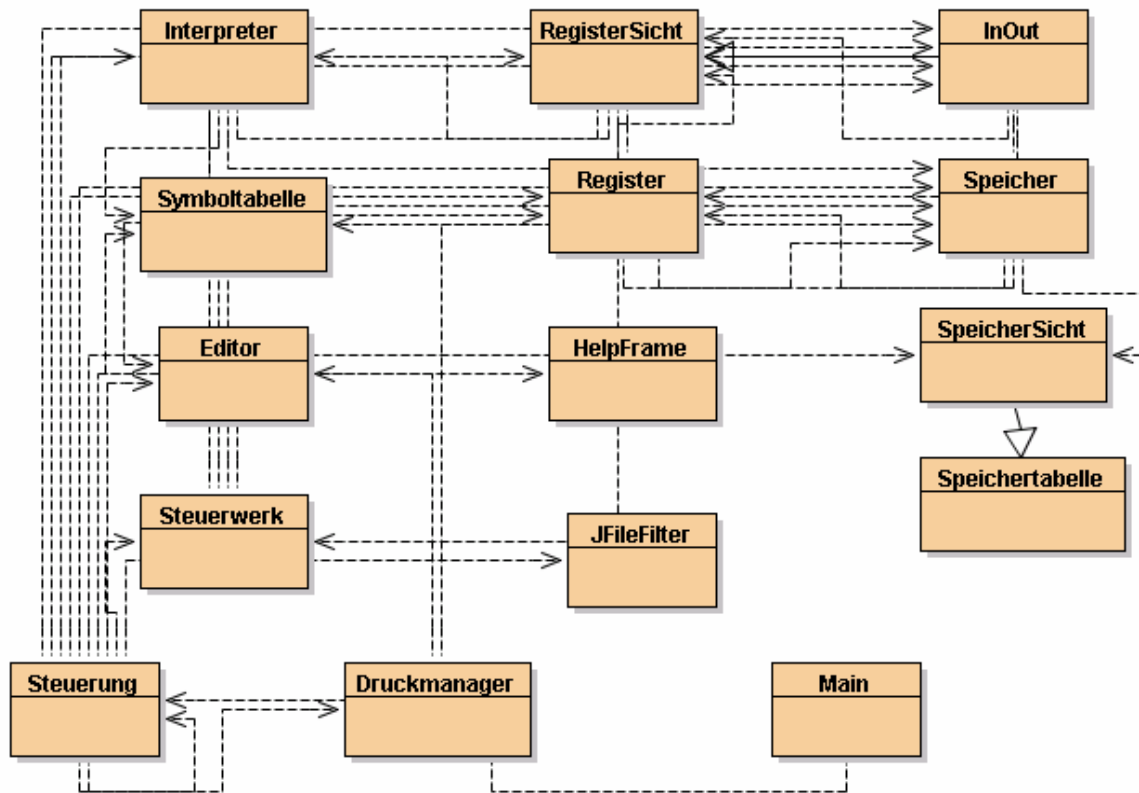 Interpreter
RegisterSicht
InOut
Symboltabelle
Register
Speicher
Editor
HelpFrame
SpeicherSicht
Speichertabelle
Steuerwerk
JFileFilter
Steuerung
Druckmanager
Main